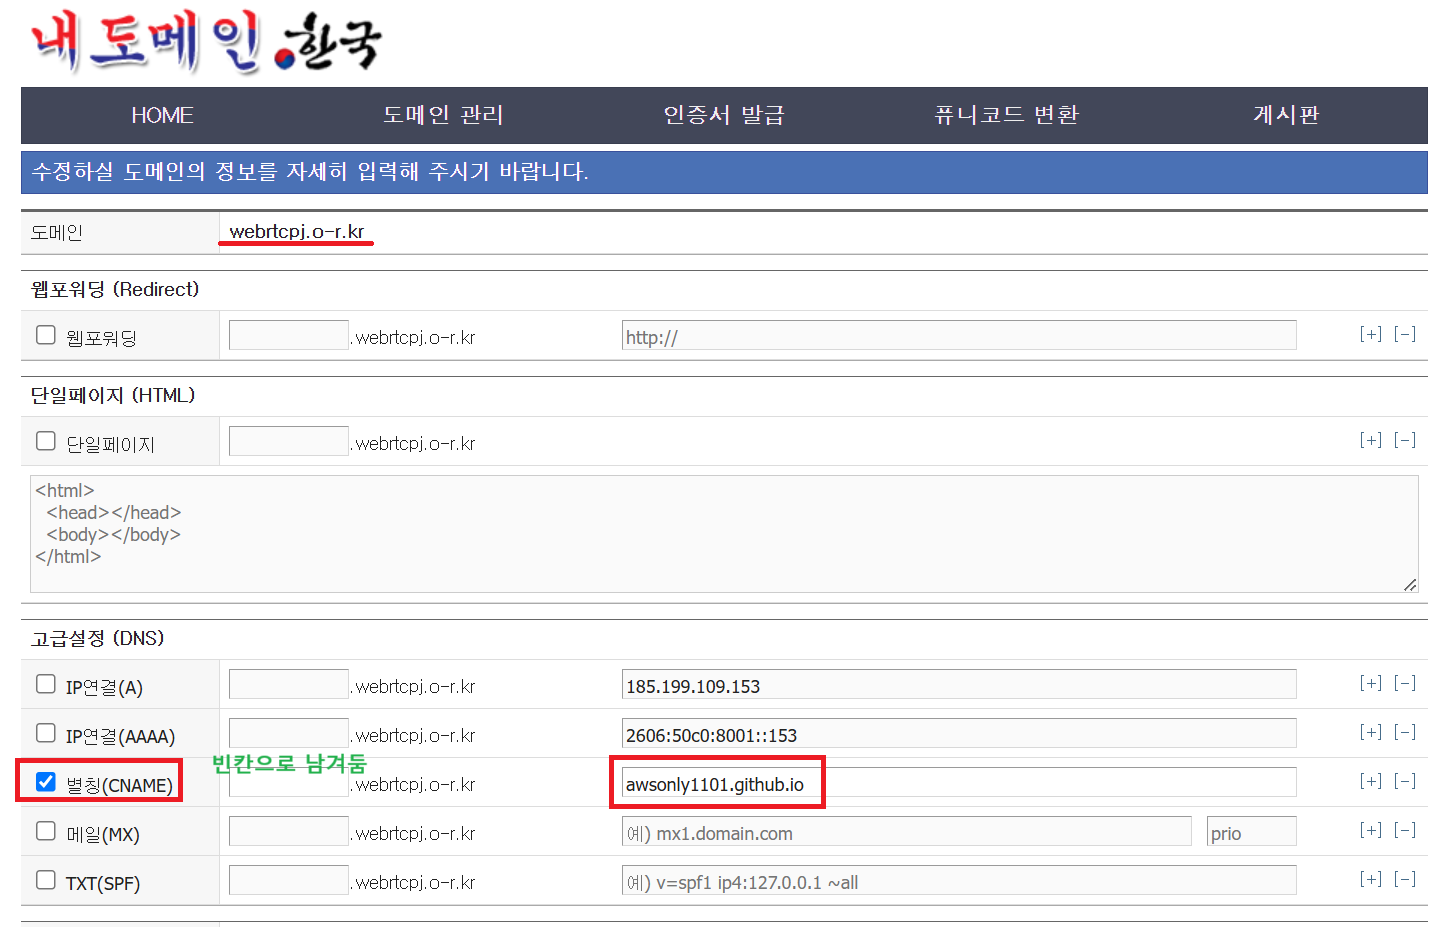 내도메인.한국
HOME 도메인 관리 인증서 발급 퓨니코드 변환 게시판
수정하실 도메인의 정보를 자세히 입력해 주시기 바랍니다.
도메인 webrtcpj.o-r.kr
웹포워딩 (Redirect)
웹포워딩 .webrtcpj.o-r.kr http:// [+] [-]
단일페이지 (HTML)
단일페이지 .webrtcpj.o-r.kr [+] [-]
<html>
<head></head>
<body></body>
</html>
고급설정 (DNS)
IP연결(A) .webrtcpj.o-r.kr 185.199.109.153 [+] [-]
IP연결(AAAA) .webrtcpj.o-r.kr 2606:50c0:8001::153 [+] [-]
빈칸으로 남겨둠
별칭(CNAME) .webrtcpj.o-r.kr awsonly1101.github.io [+] [-]
메일(MX) .webrtcpj.o-r.kr 예) mx1.domain.com prio [+] [-]
TXT(SPF) .webrtcpj.o-r.kr 예) v=spf1 ip4:127.0.0.1 ~all [+] [-]